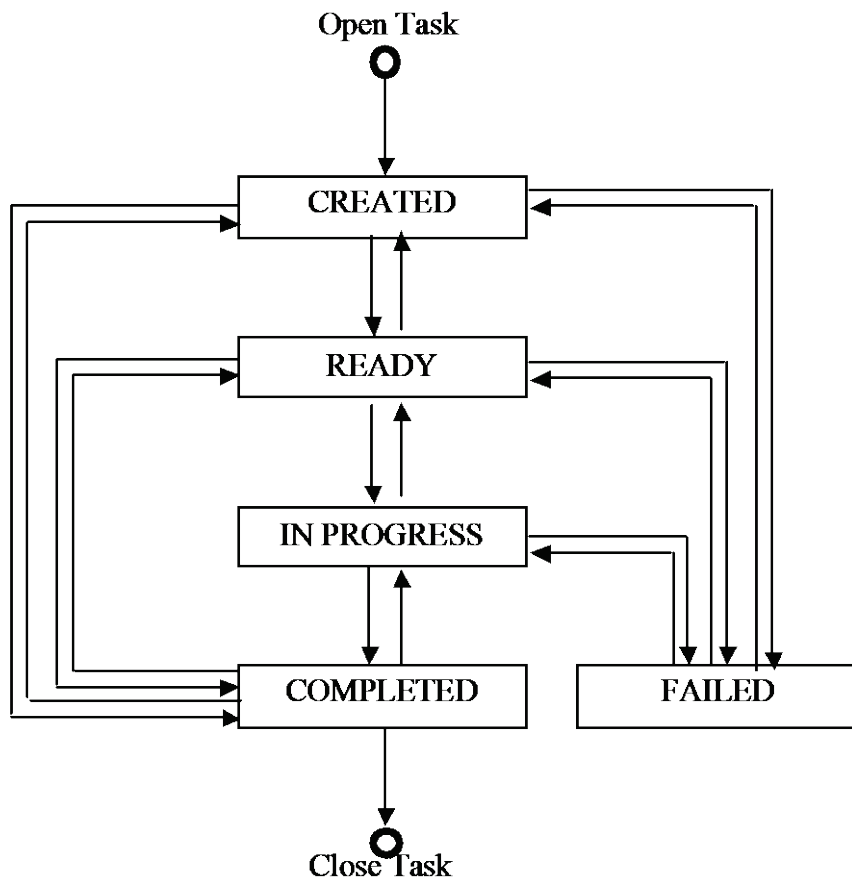 Open Task
CREATED
READY
IN PROGRESS
COMPLETED
FAILED
Close Task